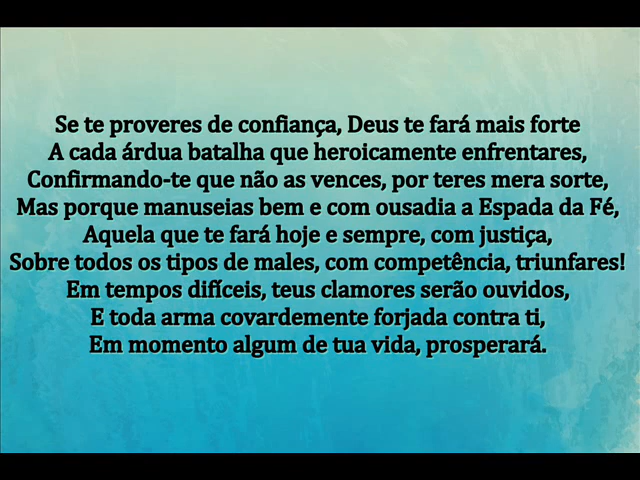 Se te proveres de confiança, Deus te fará mais forte
A cada árdua batalha que heroicamente enfrentares,
Confirmando-te que não as vences, por teres mera sorte,
Mas porque manuseias bem e com ousadia a Espada da Fé,
Aquela que te fará hoje e sempre, com justiça,
Sobre todos os tipos de males, com competência, triunfares!
Em tempos difíceis, teus clamores serão ouvidos,
E toda arma covardemente forjada contra ti,
Em momento algum de tua vida, prosperará.